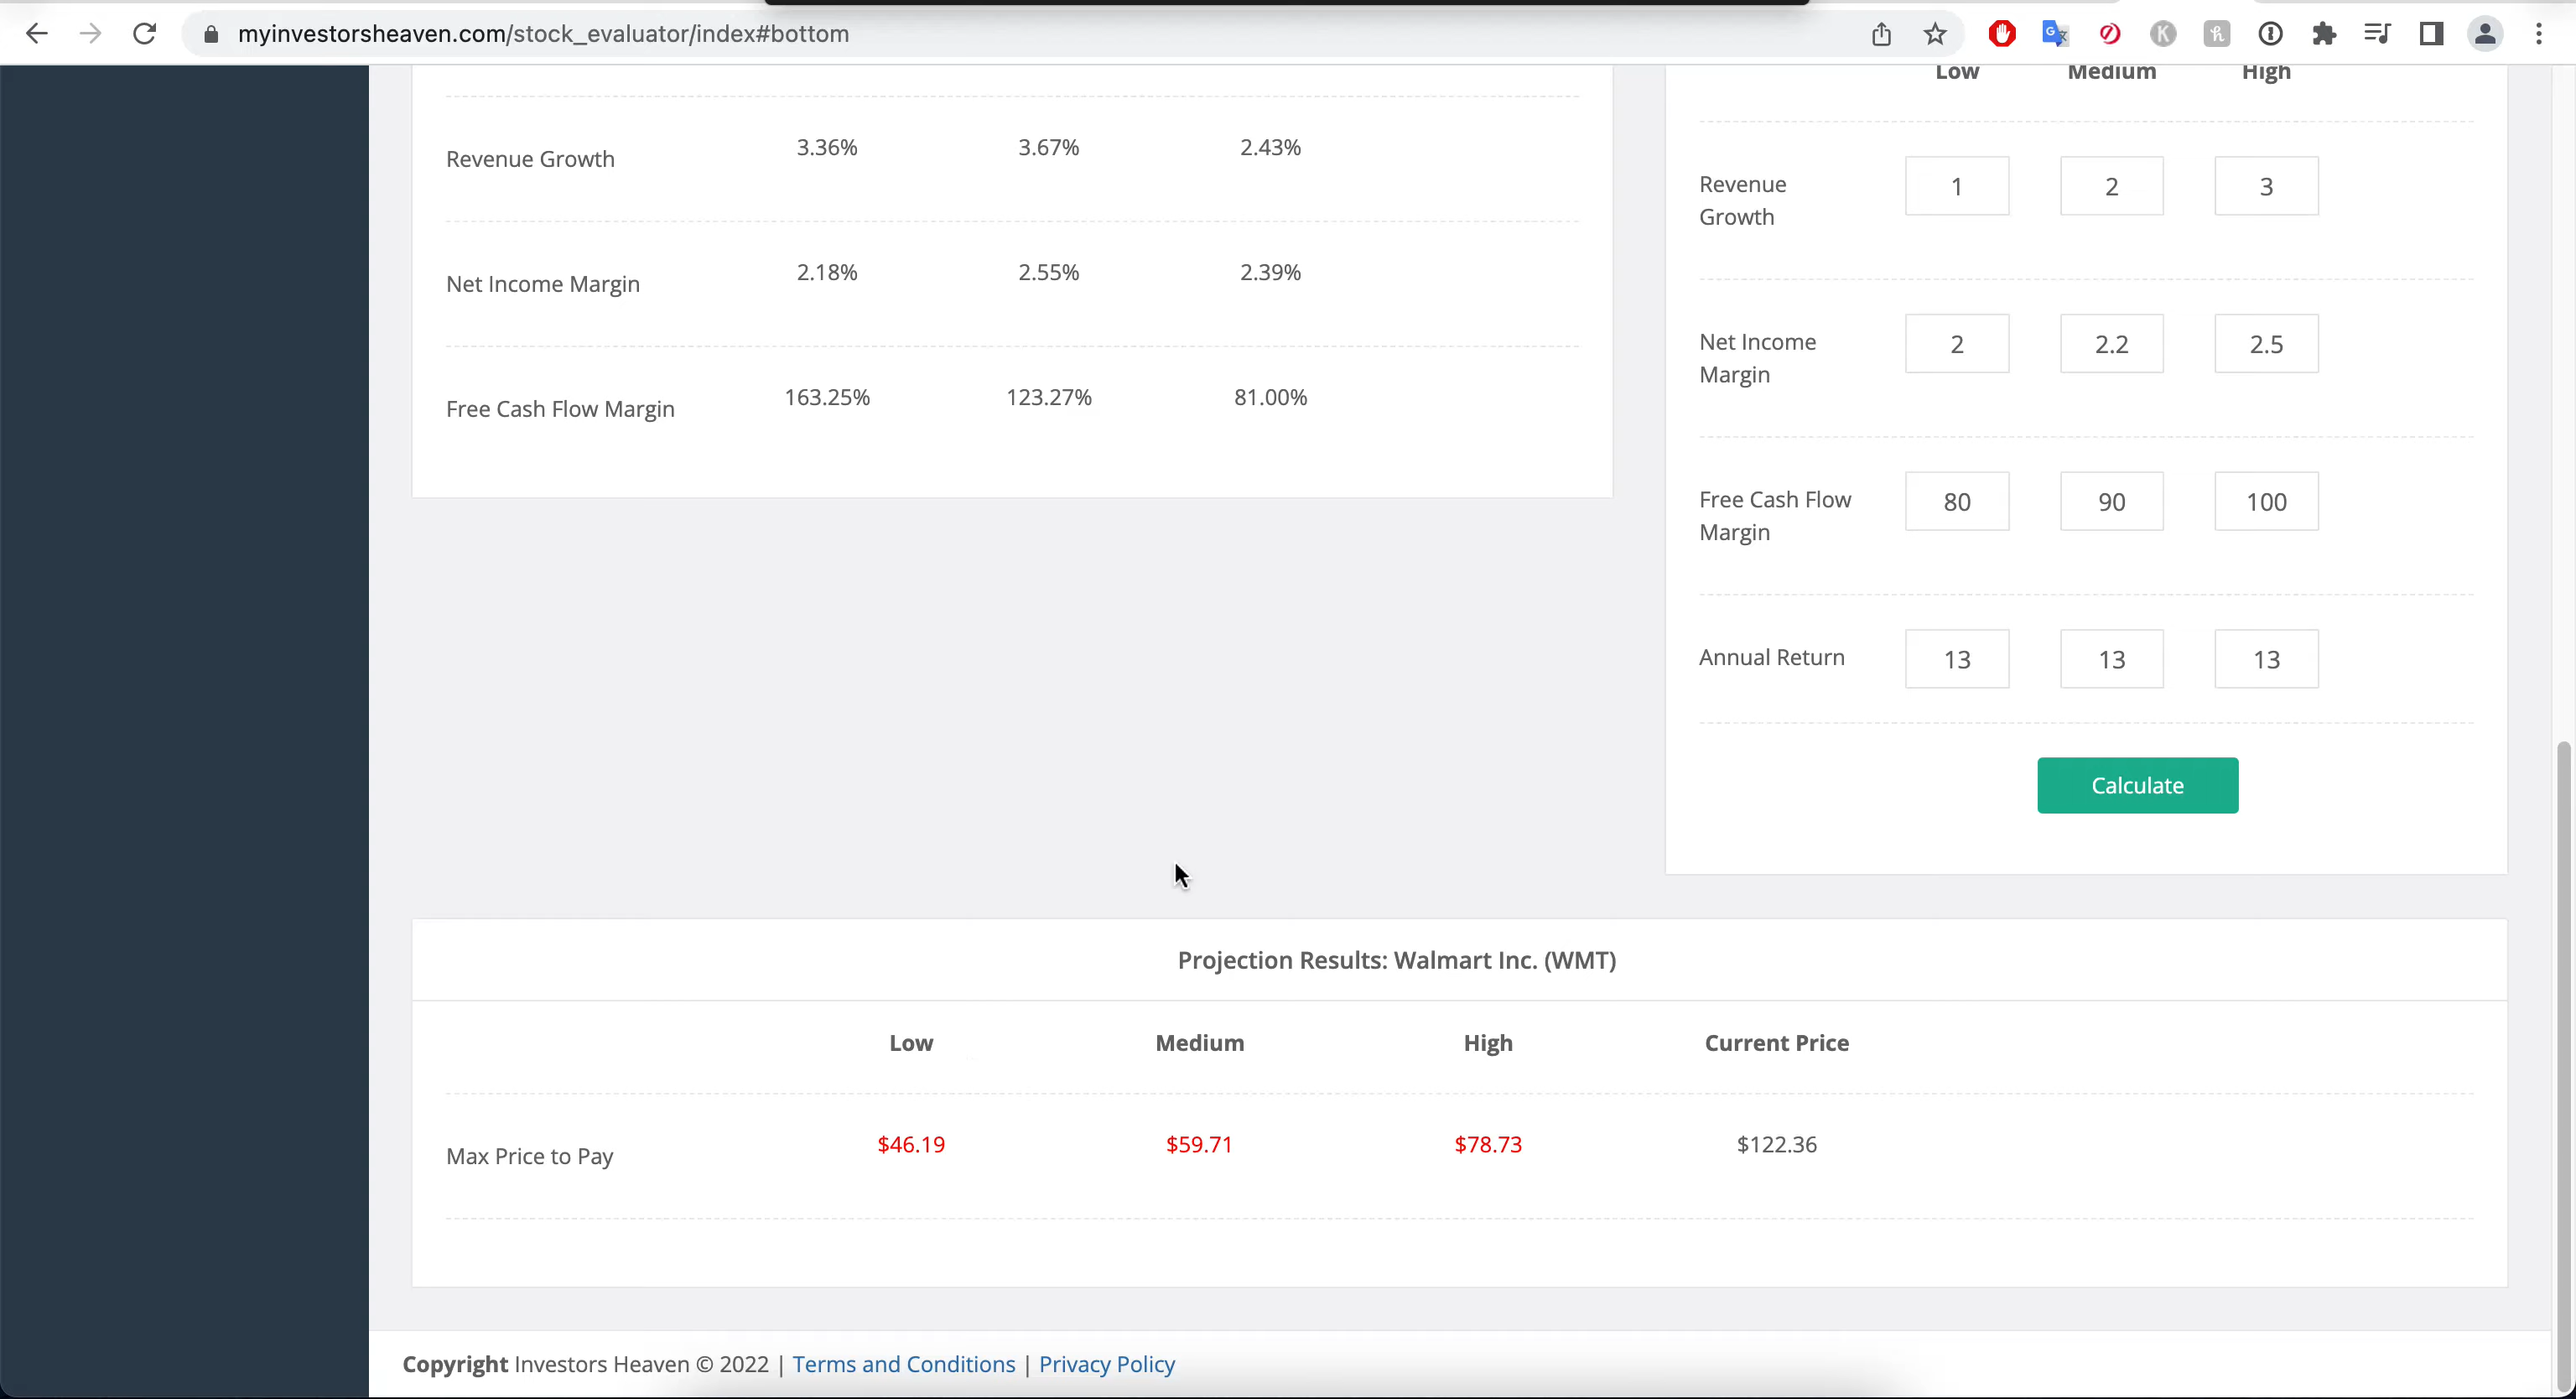 myinvestorsheaven.com/stock_evaluator/index#bottom
Revenue Growth 3.36% 3.67% 2.43%
Net Income Margin 2.18% 2.55% 2.39%
Free Cash Flow Margin 163.25% 123.27% 81.00%
Low Medium High
Revenue Growth 1 2 3
Net Income Margin 2 2.2 2.5
Free Cash Flow Margin 80 90 100
Annual Return 13 13 13
Calculate
Projection Results: Walmart Inc. (WMT)
Low Medium High Current Price
Max Price to Pay $46.19 $59.71 $78.73 $122.36
Copyright Investors Heaven © 2022 | Terms and Conditions | Privacy Policy